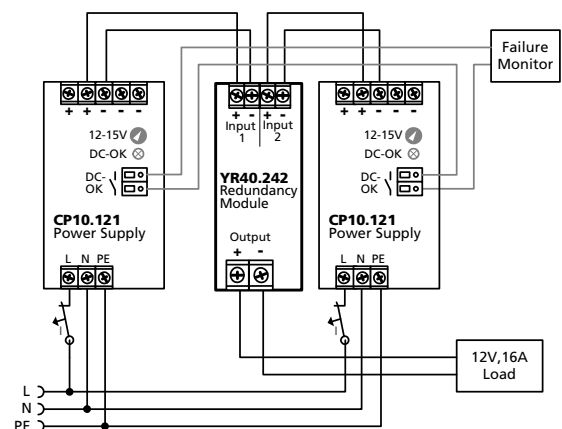 Failure
Monitor
+ + - - -
12-15V
DC-OK
DC-
OK
CP10.121
Power Supply
L N PE
+ - + -
Input Input
1 2
YR40.242
Redundancy
Module
Output
+ -
+ + - - -
12-15V
DC-OK
DC-
OK
CP10.121
Power Supply
L N PE
I
I
12V,16A
Load
L
N
PE